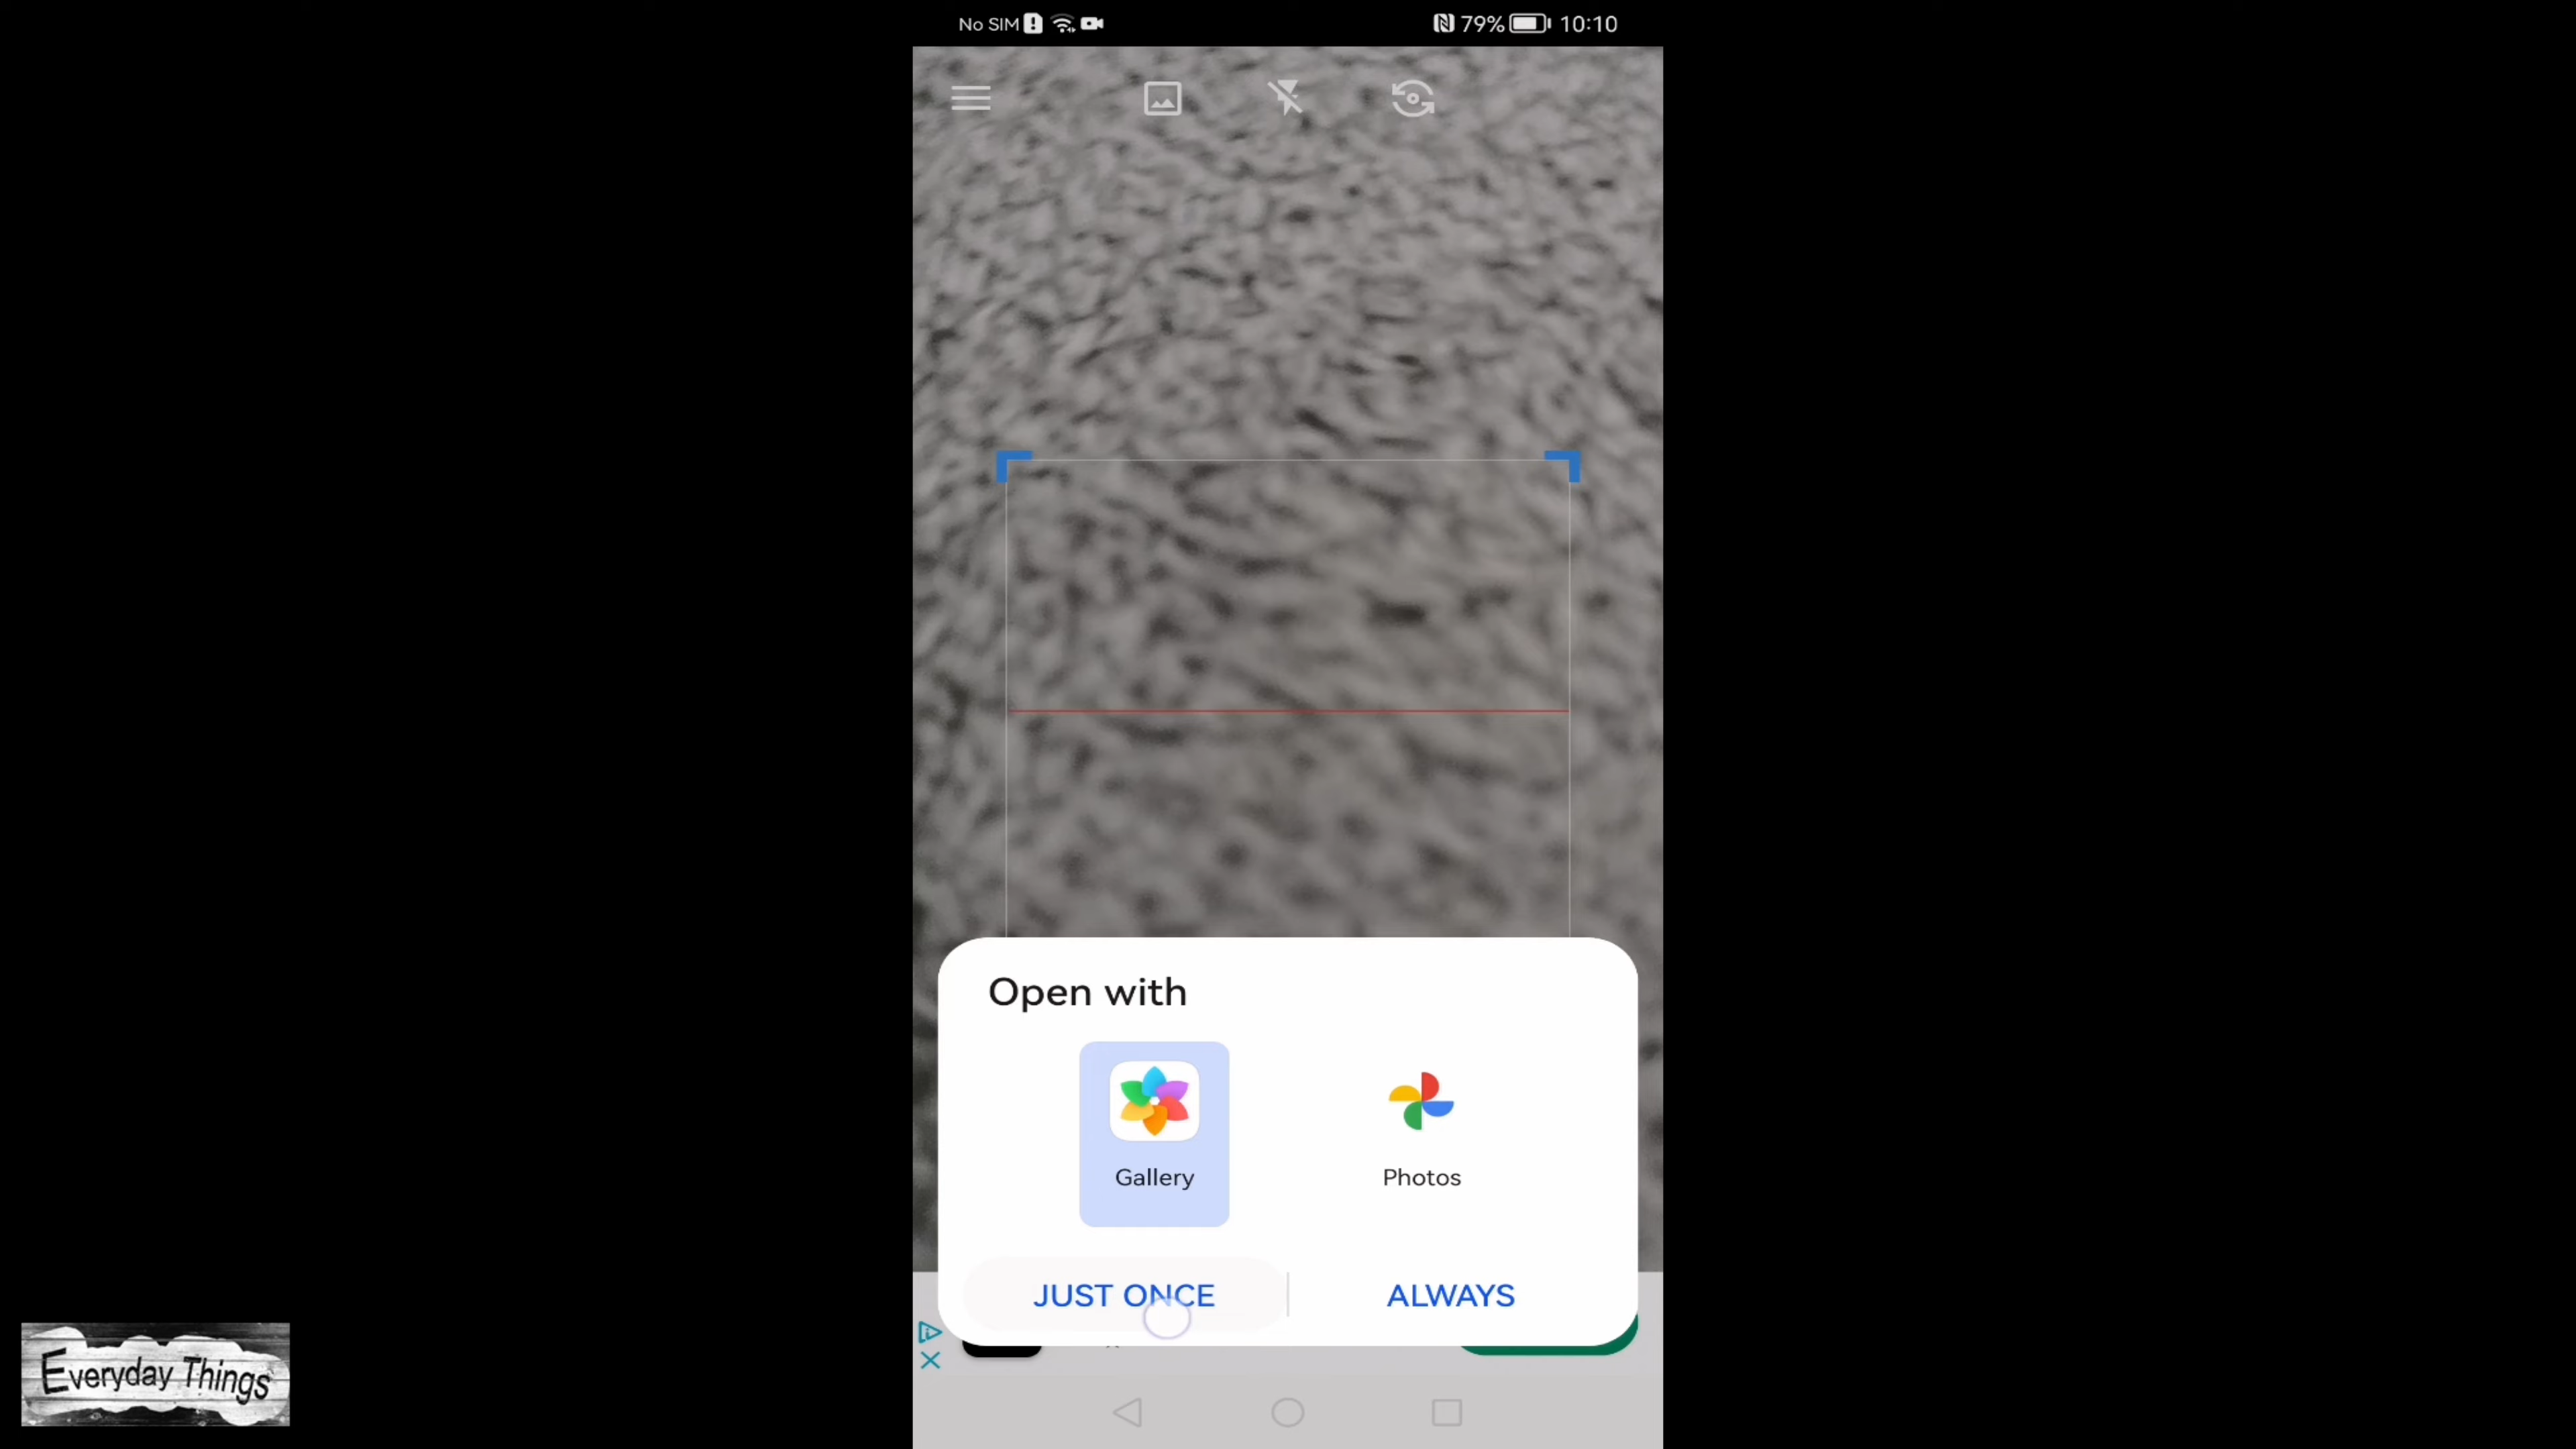 No SIM 79% 10:10
Open with
Gallery
Photos
JUST ONCE
ALWAYS
Everyday Things